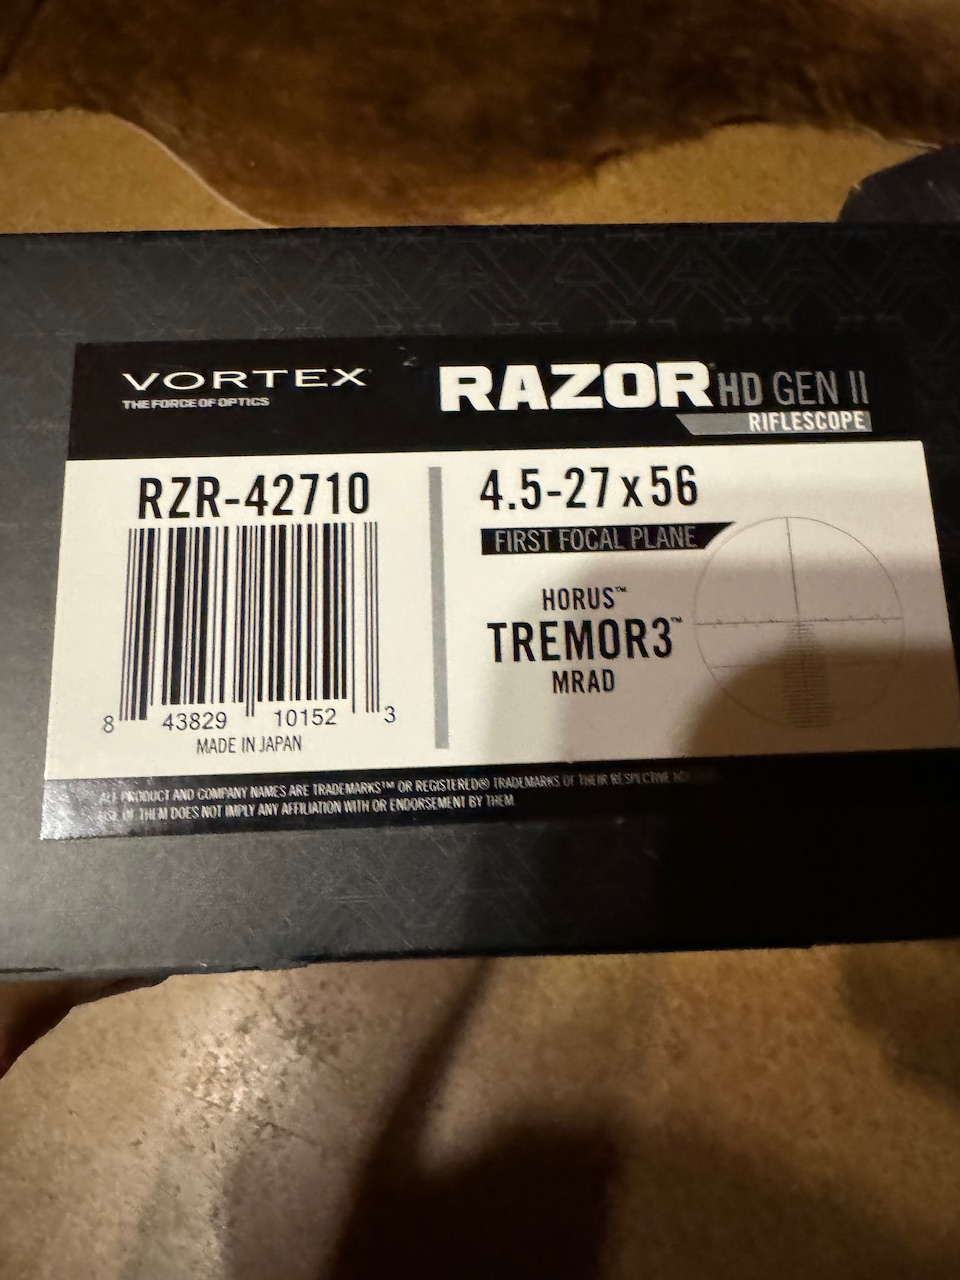 VORTEX
THE FORCE OF OPTICS
RAZOR HD GEN II
RIFLESCOPE
RZR-42710
8 43829 10152 3
MADE IN JAPAN
4.5-27x56
FIRST FOCAL PLANE
HORUS™
TREMOR3™
MRAD
ALL PRODUCT AND COMPANY NAMES ARE TRADEMARKS™ OR REGISTERED® TRADEMARKS OF THEIR RESPECTIVE
USE OF THEM DOES NOT IMPLY ANY AFFILIATION WITH OR ENDORSEMENT BY THEM.